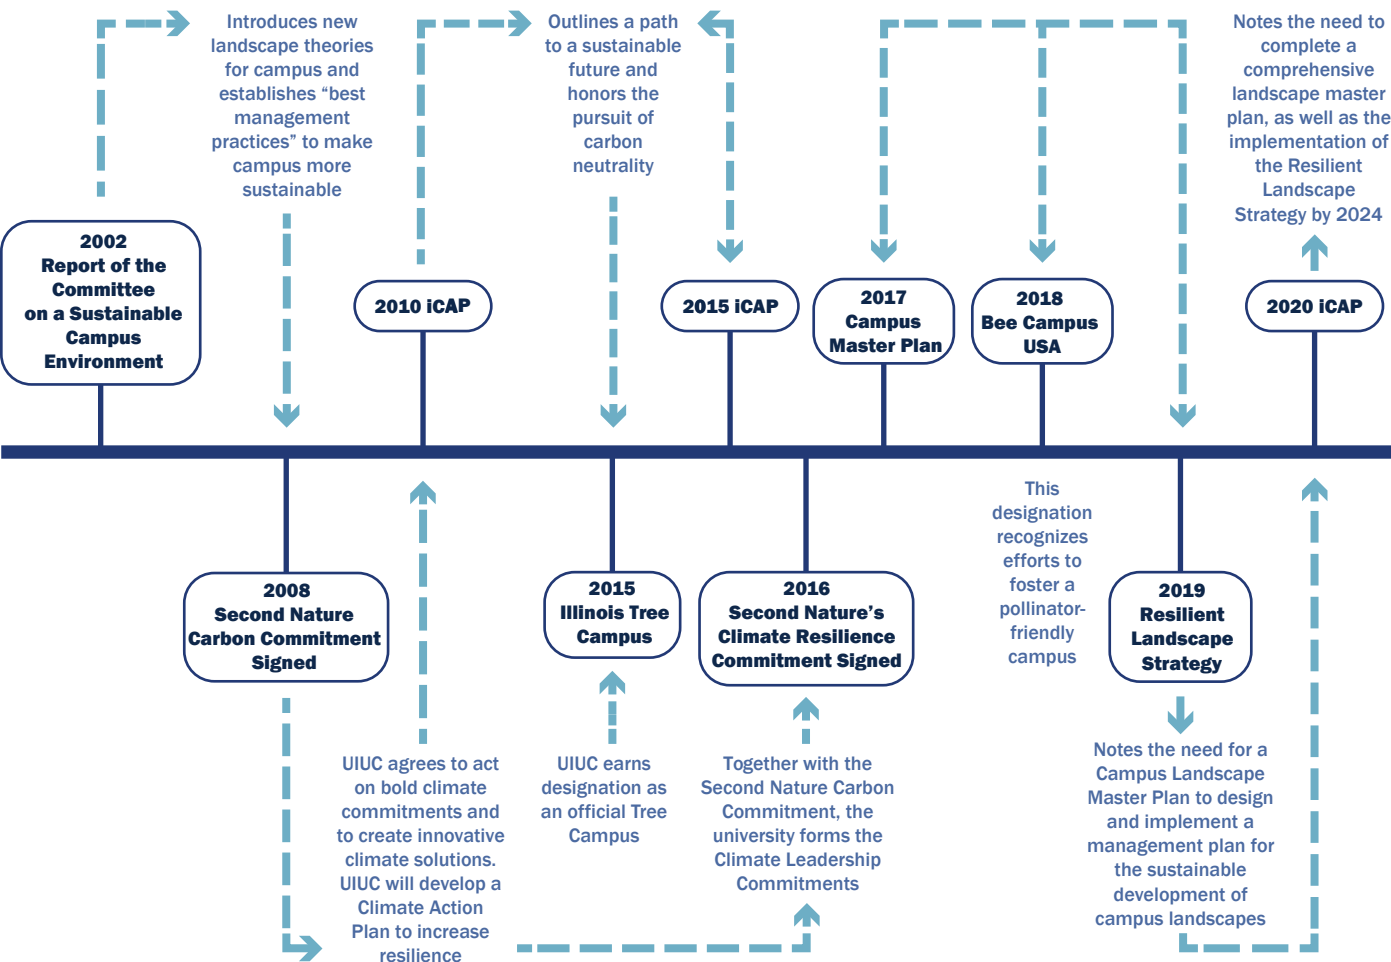 Introduces new
landscape theories
for campus and
establishes “best
management
practices” to make
campus more
sustainable
Outlines a path
to a sustainable
future and
honors the
pursuit of
carbon
neutrality
Notes the need to
complete a
comprehensive
landscape master
plan, as well as the
implementation of
the Resilient
Landscape
Strategy by 2024
2002
Report of the
Committee
on a Sustainable
Campus
Environment
2010 iCAP
2015 iCAP
2017
Campus
Master Plan
2018
Bee Campus
USA
2020 iCAP
2008
Second Nature
Carbon Commitment
Signed
2015
Illinois Tree
Campus
2016
Second Nature’s
Climate Resilience
Commitment Signed
This
designation
recognizes
efforts to
foster a
pollinator-
friendly
campus
2019
Resilient
Landscape
Strategy
UIUC agrees to act
on bold climate
commitments and
to create innovative
climate solutions.
UIUC will develop a
Climate Action
Plan to increase
resilience
UIUC earns
designation as
an official Tree
Campus
Together with the
Second Nature Carbon
Commitment, the
university forms the
Climate Leadership
Commitments
Notes the need for a
Campus Landscape
Master Plan to design
and implement a
management plan for
the sustainable
development of
campus landscapes